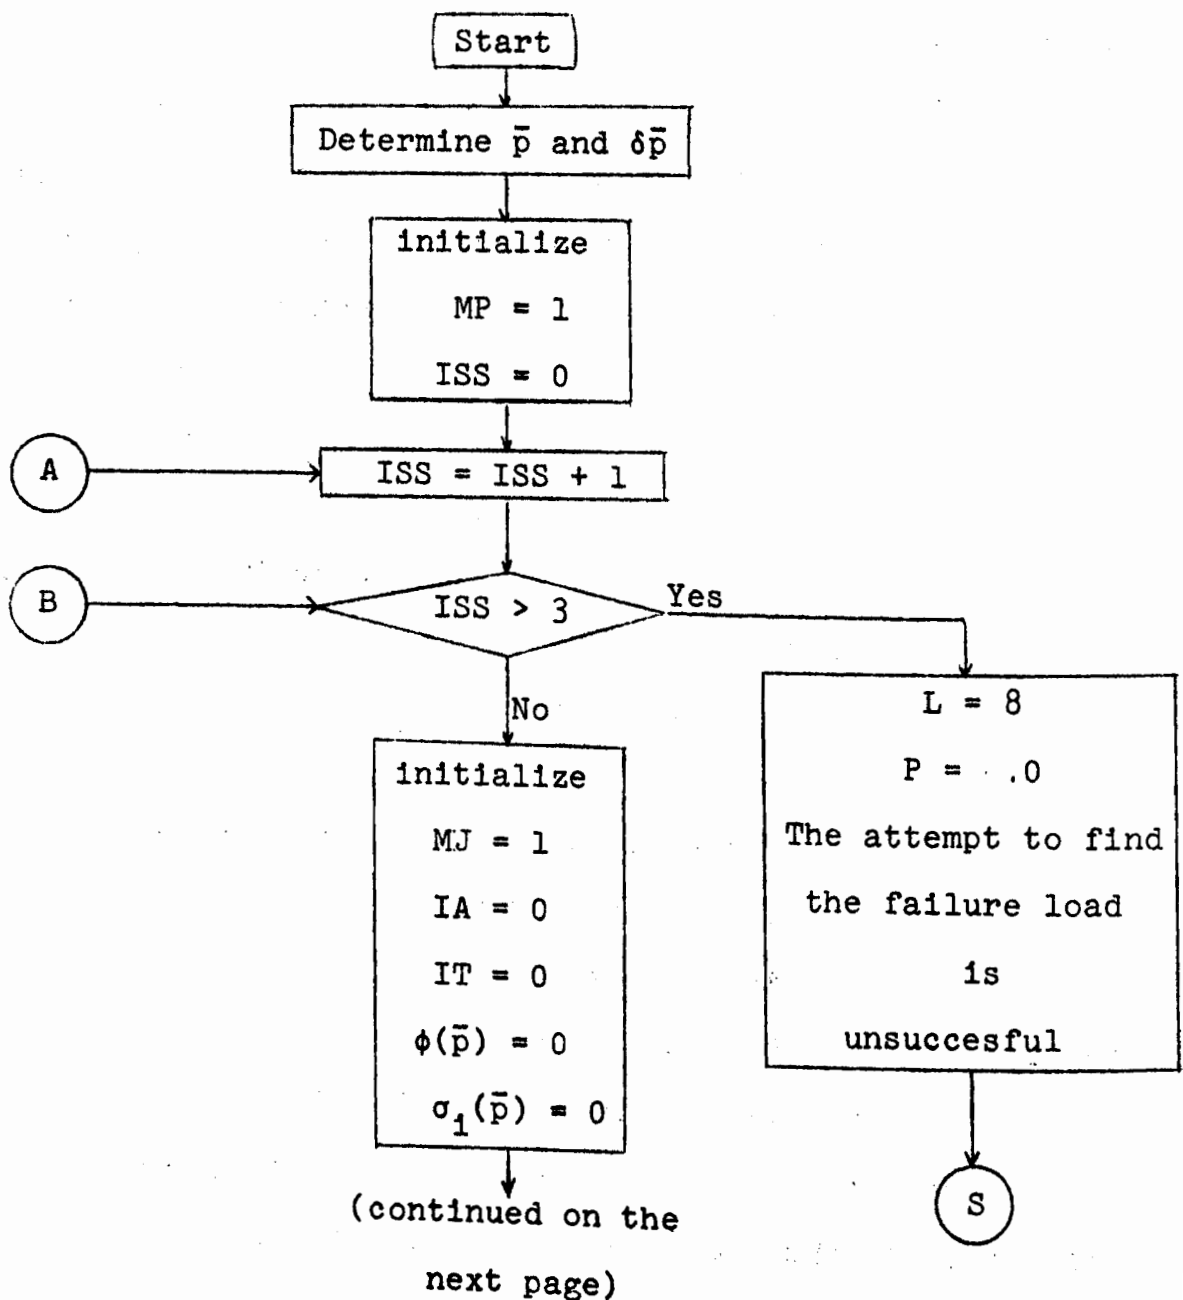 Start
Determine p̄ and δp̄
initialize
MP = 1
ISS = 0
A
ISS = ISS + 1
B
ISS > 3
Yes
No
initialize
MJ = 1
IA = 0
IT = 0
ϕ(p̄) = 0
σi(p̄) = 0
(continued on the
next page)
L = 8
P = .0
The attempt to find
the failure load
is
unsuccesful
S